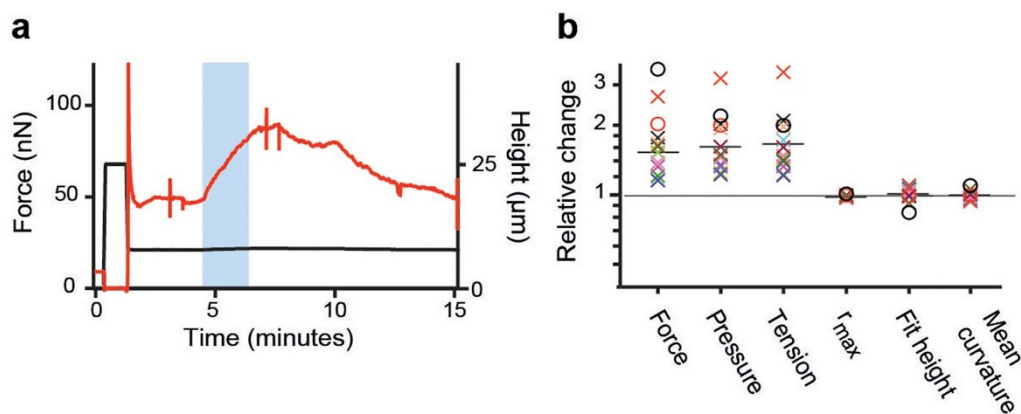 a
Force (nN)
100
50
0
25
0
Height (μm)
0 5 10 15
Time (minutes)
b
Relative change
3
2
1
Force
Pressure
Tension
r max
Fit height
Mean
curvature